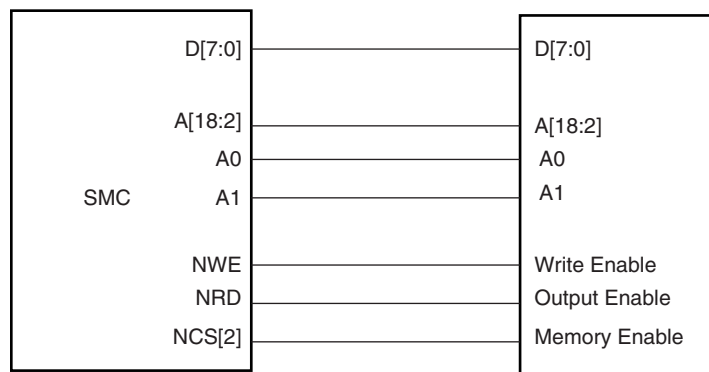 D[7:0] D[7:0]
A[18:2] A[18:2]
A0 A0
SMC A1 A1
NWE Write Enable
NRD Output Enable
NCS[2] Memory Enable